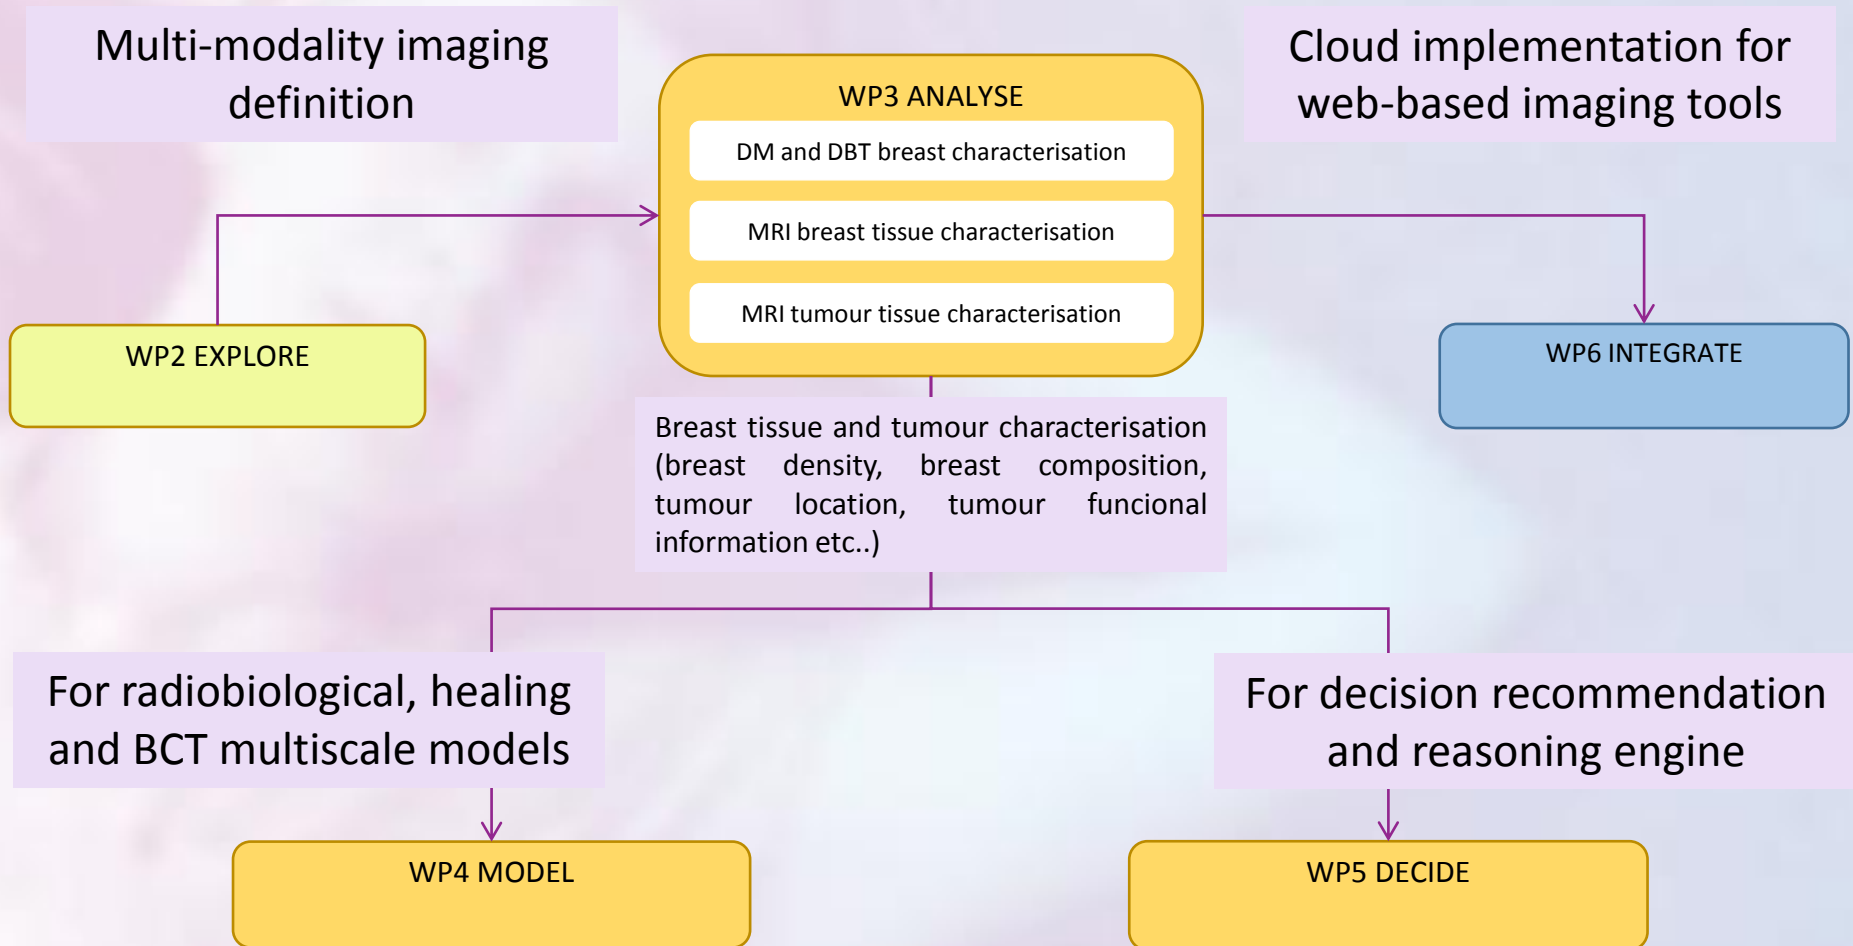 Multi-modality imaging
definition
WP3 ANALYSE
DM and DBT breast characterisation
MRI breast tissue characterisation
MRI tumour tissue characterisation
Cloud implementation for
web-based imaging tools
WP2 EXPLORE
WP6 INTEGRATE
Breast tissue and tumour characterisation
(breast density, breast composition,
tumour location, tumour funcional
information etc..)
For radiobiological, healing
and BCT multiscale models
For decision recommendation
and reasoning engine
WP4 MODEL
WP5 DECIDE